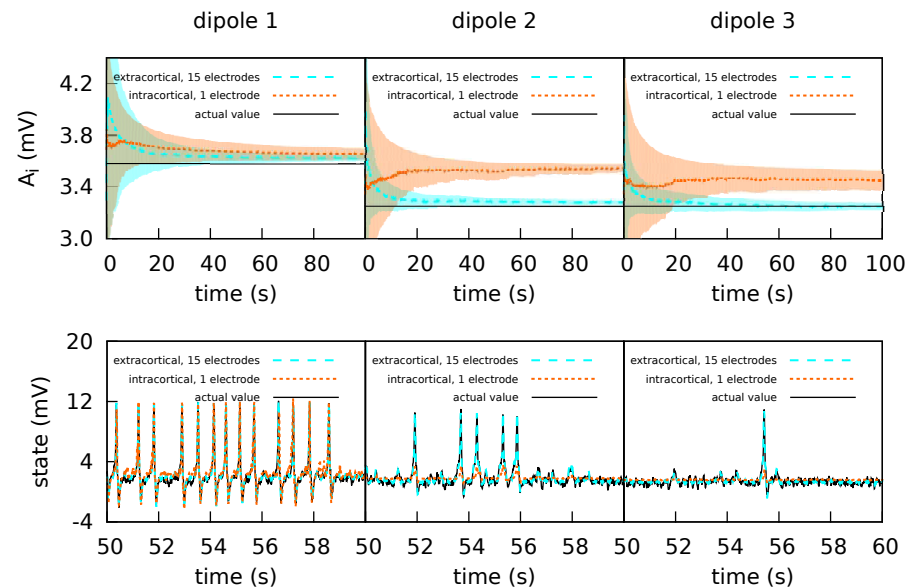 dipole 1 dipole 2 dipole 3
4.2
3.8
3.4
3.0
A_i (mV)
extracortical, 15 electrodes
intracortical, 1 electrode
actual value
extracortical, 15 electrodes
intracortical, 1 electrode
actual value
extracortical, 15 electrodes
intracortical, 1 electrode
actual value
0 20 40 60 80 0 20 40 60 80 0 20 40 60 80 100
time (s) time (s) time (s)
20
12
4
-4
state (mV)
extracortical, 15 electrodes
intracortical, 1 electrode
actual value
extracortical, 15 electrodes
intracortical, 1 electrode
actual value
extracortical, 15 electrodes
intracortical, 1 electrode
actual value
50 52 54 56 58 50 52 54 56 58 60 52 54 56 58 60
time (s) time (s) time (s)